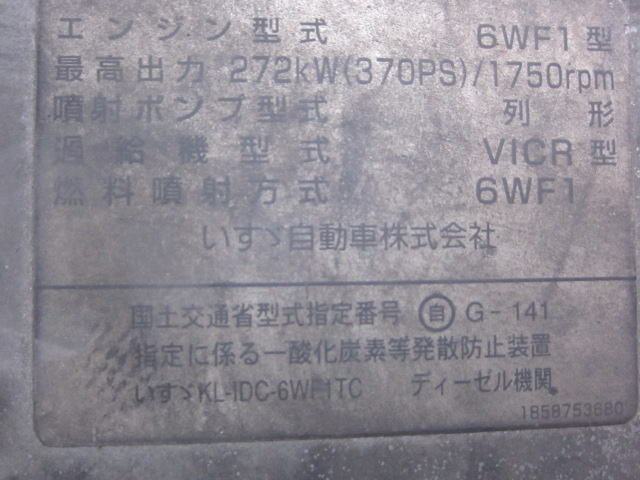 エンジン型式 6WF1型
最高出力 272kW(370PS)/1750rpm
噴射ポンプ型式 列形
過給機型式 VICR型
燃料噴射方式 6WF1
いすゞ自動車株式会社
国土交通省型式指定番号 自 G-141
指定に係る一酸化炭素等発散防止装置
いすゞKL-IDC-6WF1TC ディーゼル機関
1858753680